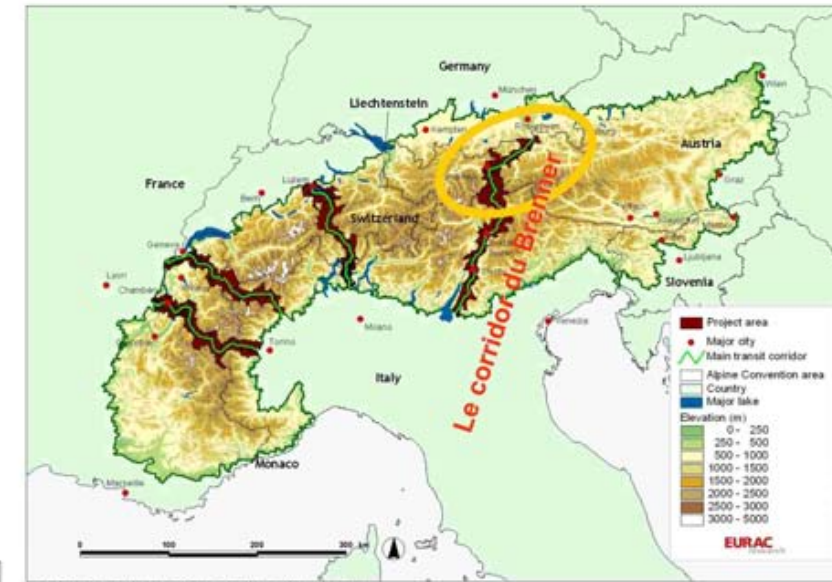 Germany
München
Liechtenstein
Kempten
Wien
Austria
Graz
France
Luzern
Bern
Switzerland
Geneva
Lyon
Chambéry
Ljubljana
Slovenia
Torino
Milano
Venezia
Italy
Monaco
Marseille
Le corridor du Brenner
Project area
Major city
Main transit corridor
Alpine Convention area
Country
Major lake
Elevation (m)
0 - 250
250 - 500
500 - 1000
1000 - 1500
1500 - 2000
2000 - 2500
2500 - 3000
3000 - 5000
0 100 200 300 km
EURAC
research